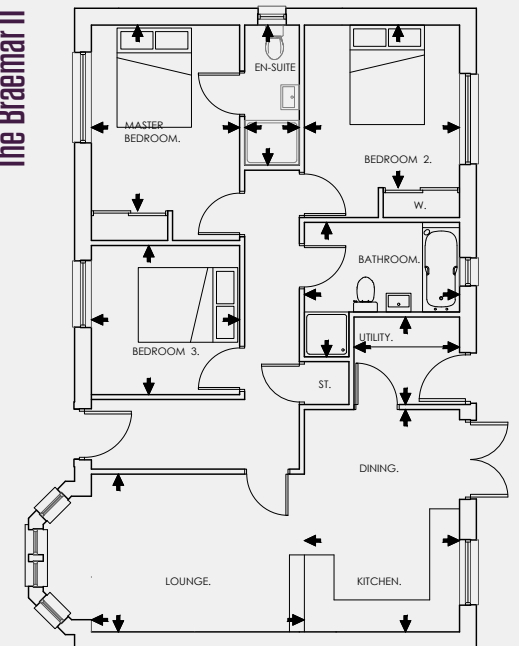 The Braemar II
EN-SUITE
MASTER
BEDROOM.
BEDROOM 2.
W.
BATHROOM.
UTILITY.
BEDROOM 3.
ST.
DINING.
LOUNGE.
KITCHEN.